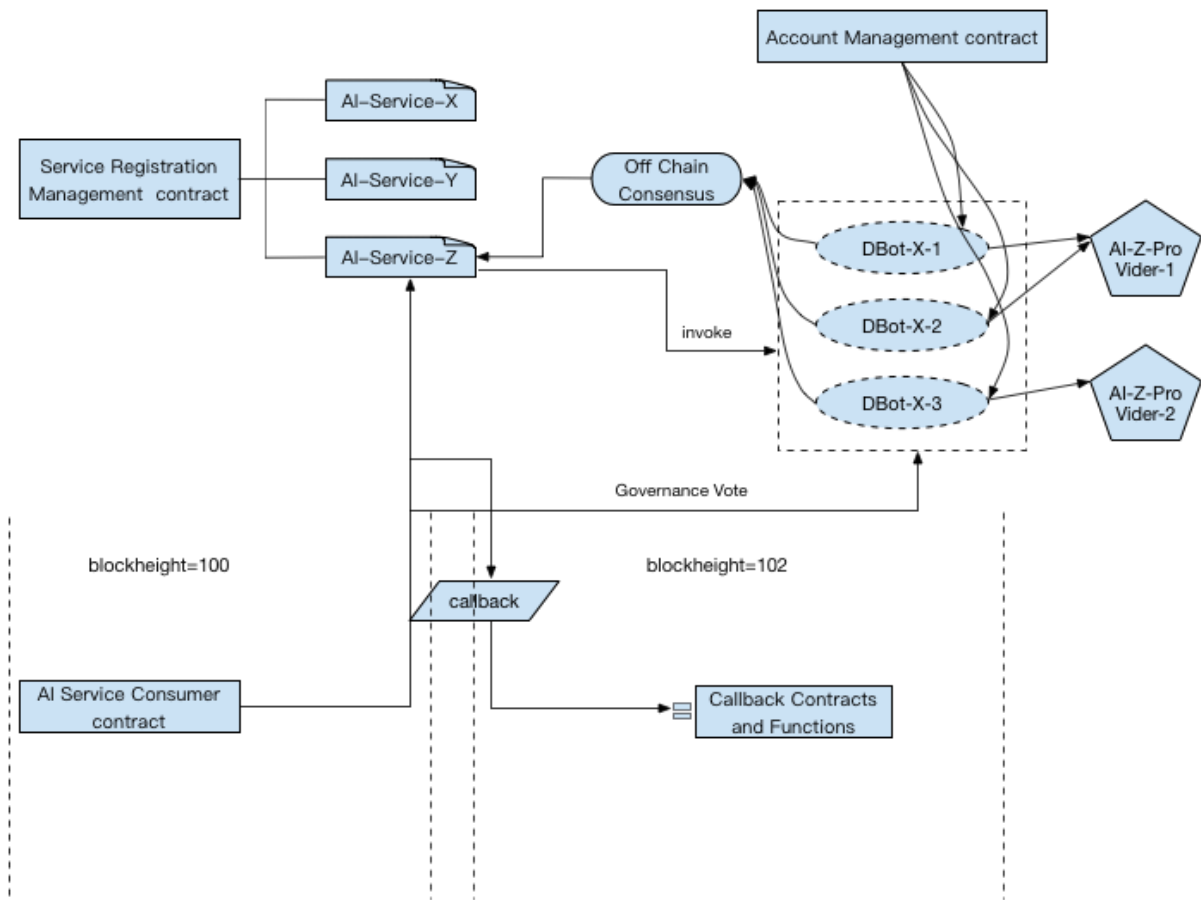 Account Management contract
AI-Service-X
Service Registration
Management contract
AI-Service-Y
Off Chain
Consensus
AI-Service-Z
DBot-X-1
AI-Z-Pro
Vider-1
invoke
DBot-X-2
DBot-X-3
AI-Z-Pro
Vider-2
Governance Vote
blockheight=100
blockheight=102
callback
AI Service Consumer
contract
Callback Contracts
and Functions